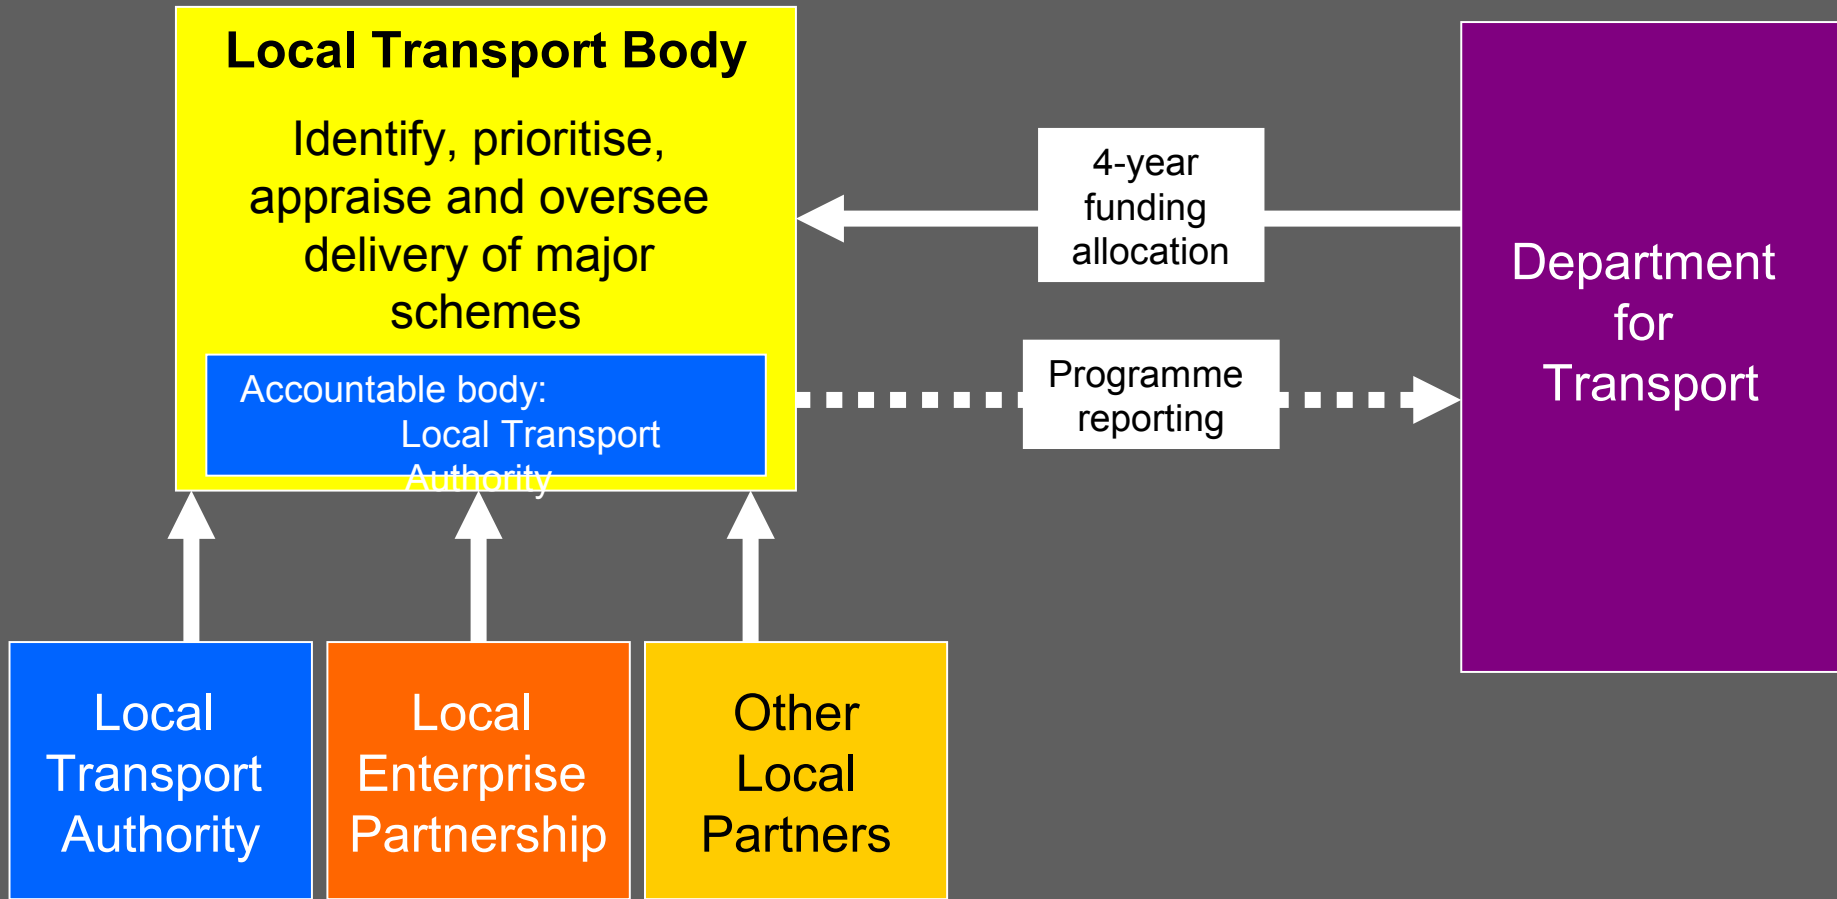 Local Transport Body
Identify, prioritise,
appraise and oversee
delivery of major
schemes
Accountable body:
Local Transport
Authority
4-year
funding
allocation
Programme
reporting
Department
for
Transport
Local
Transport
Authority
Local
Enterprise
Partnership
Other
Local
Partners